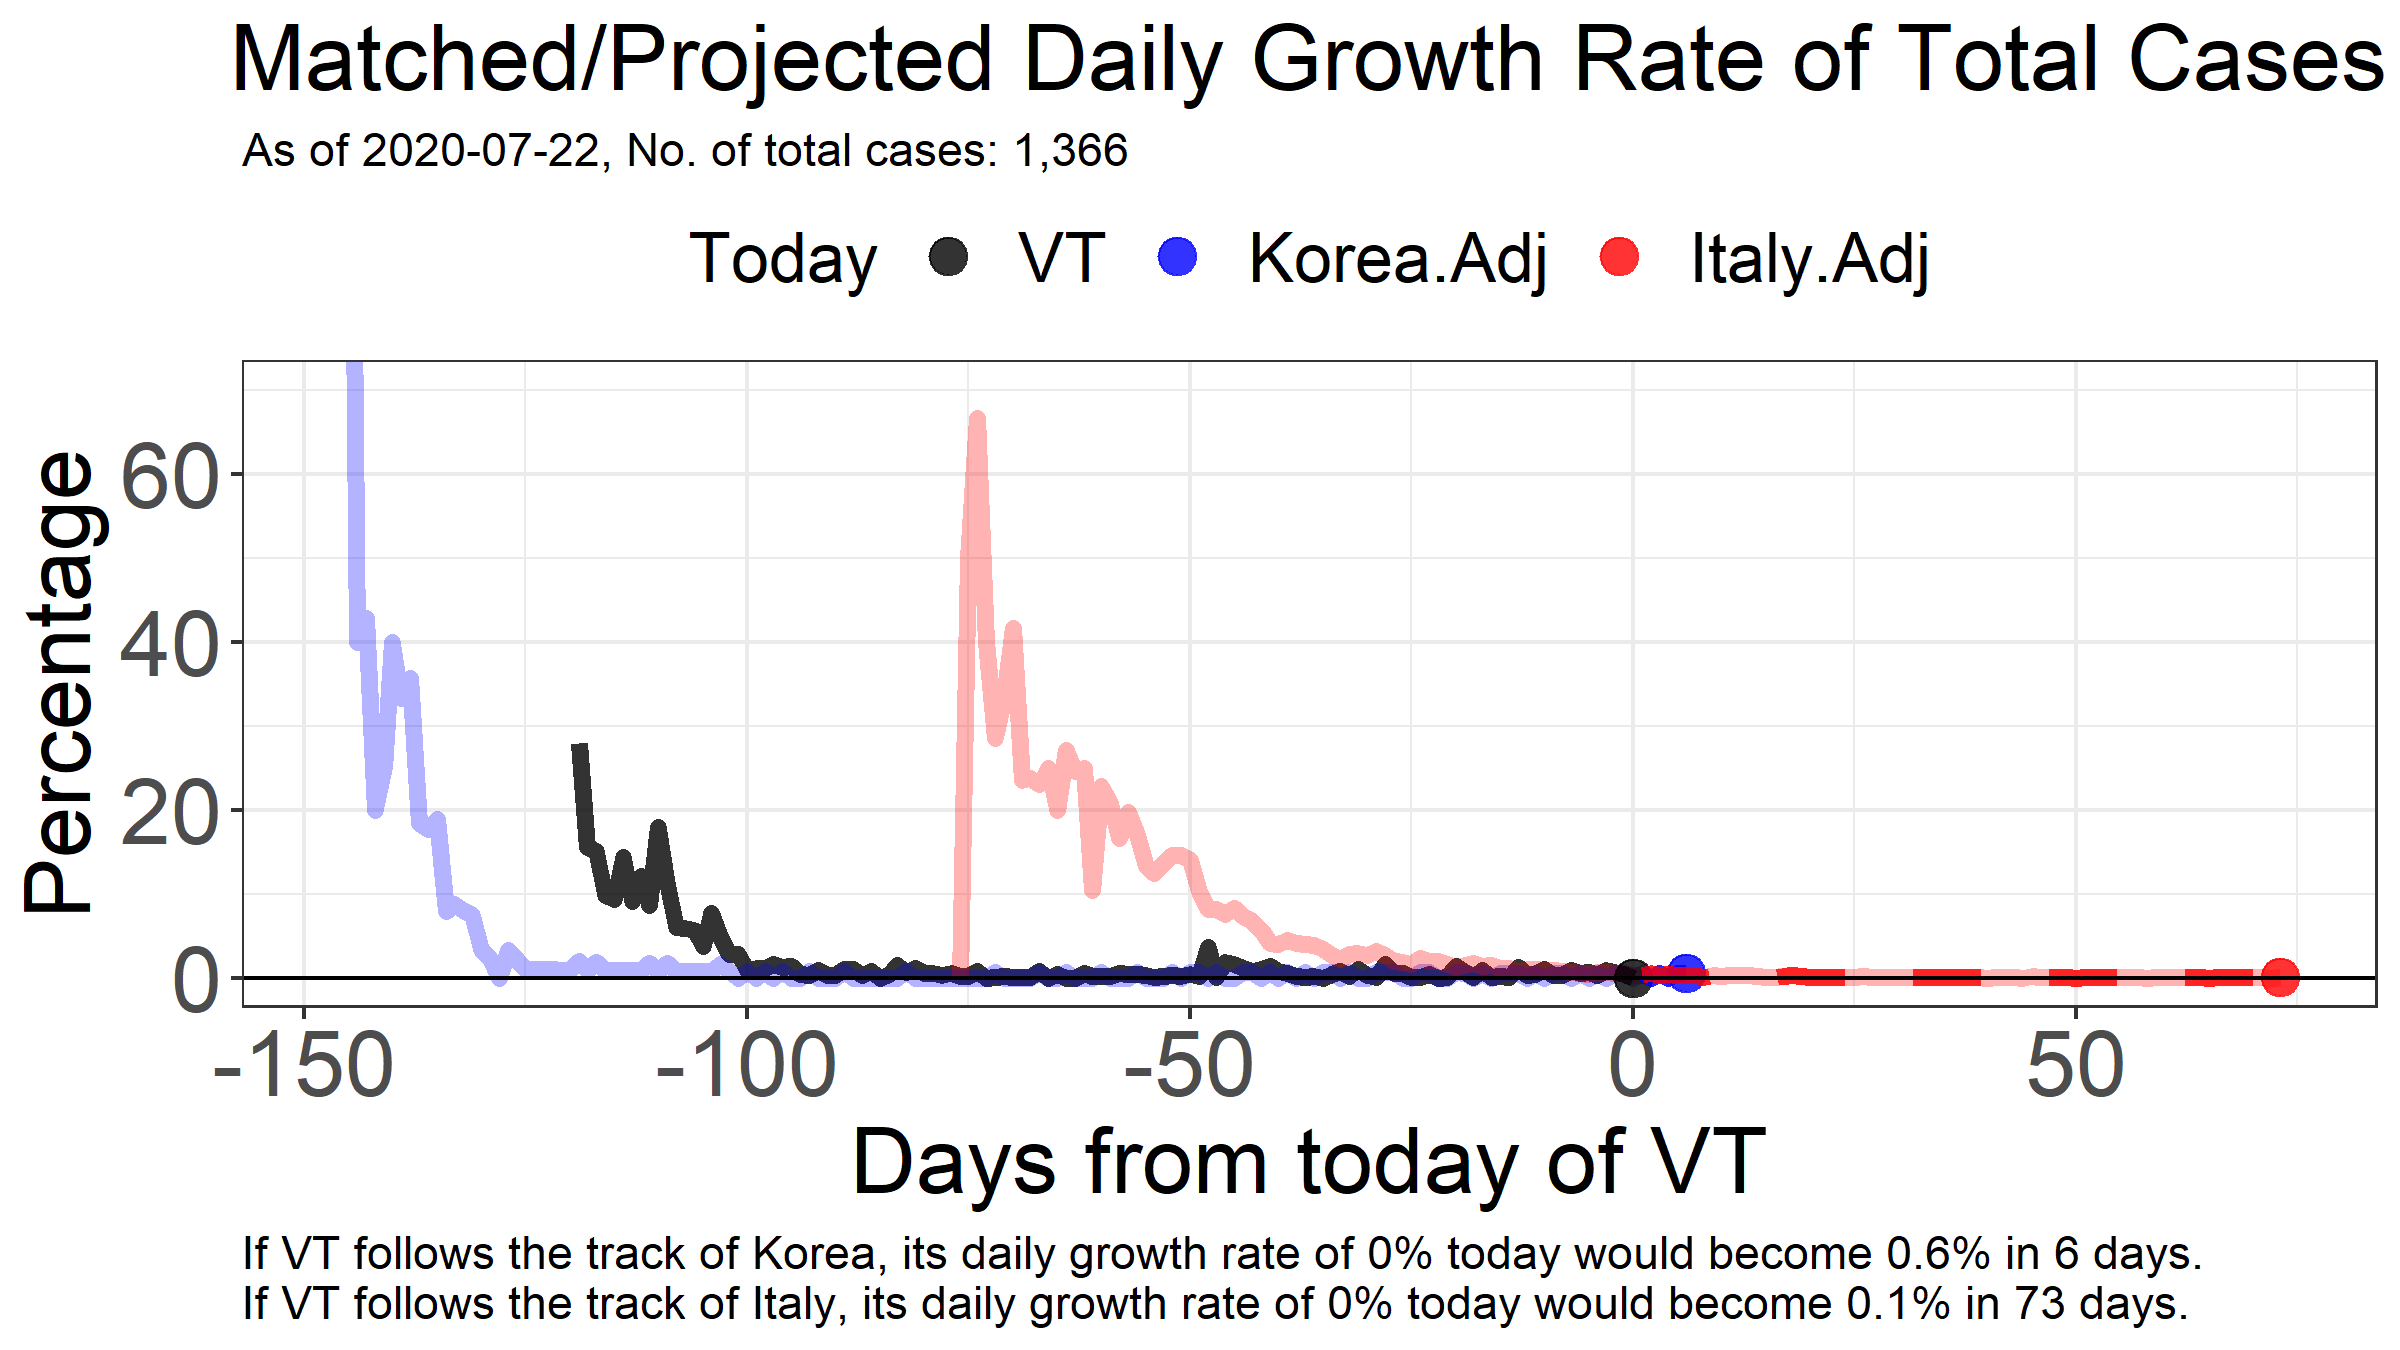 Matched/Projected Daily Growth Rate of Total Cases
As of 2020-07-22, No. of total cases: 1,366
Today VT Korea.Adj Italy.Adj
Percentage
60
40
20
0
-150 -100 -50 0 50
Days from today of VT
If VT follows the track of Korea, its daily growth rate of 0% today would become 0.6% in 6 days.
If VT follows the track of Italy, its daily growth rate of 0% today would become 0.1% in 73 days.